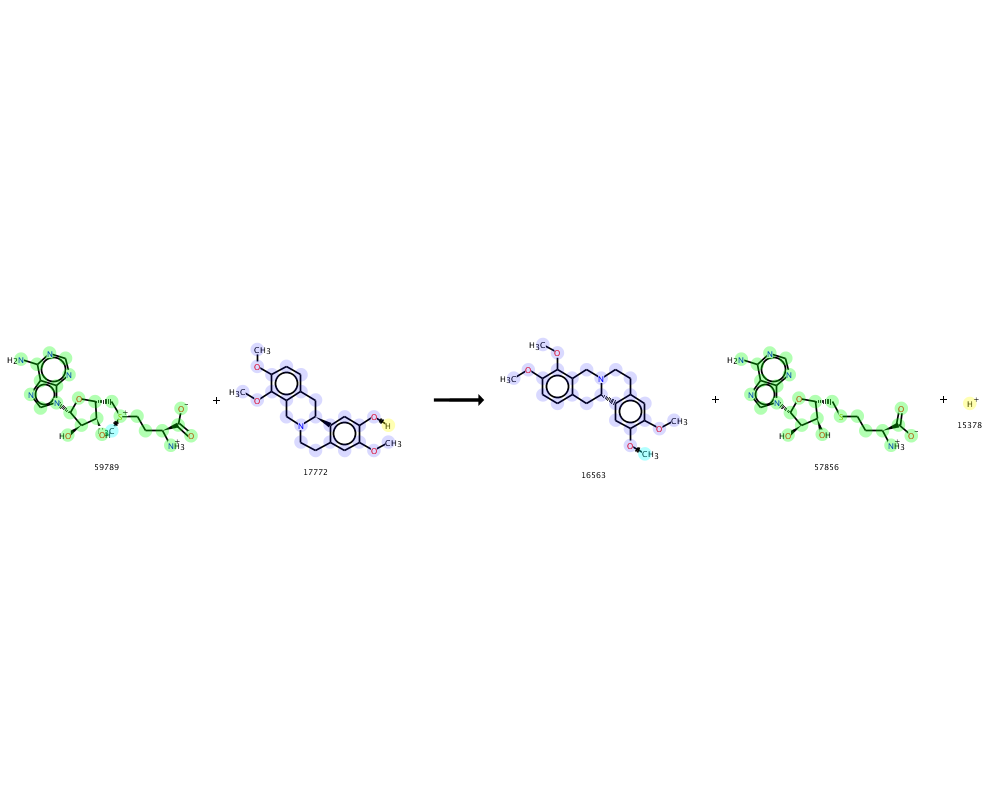 H2N N N N N O HO OH H3C S+ O- O NH3+
59789
+
CH3 O H3C O N O H O CH3
17772
H3C O H3C O N O CH3 O CH3
16563
+
H2N N N N N O HO OH O O- NH3+
57856
+
H+
15378